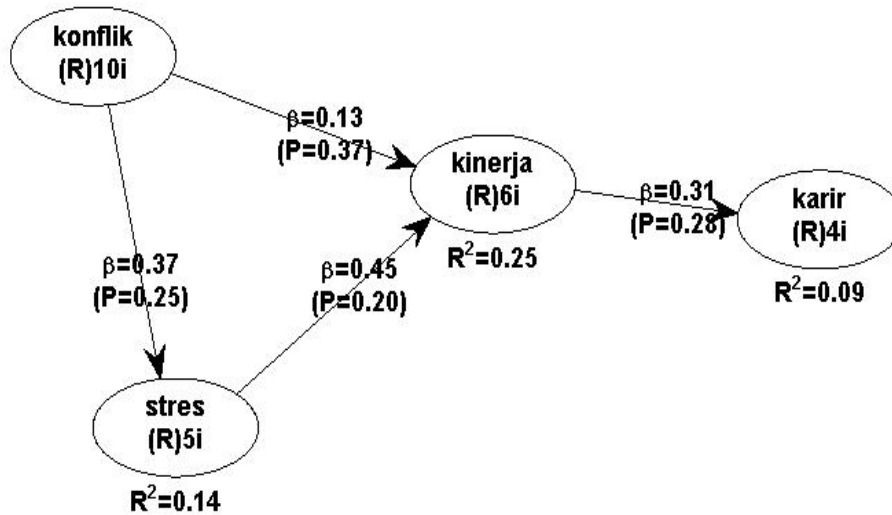 konflik
(R)10i
β=0.13
(P=0.37)
kinerja
(R)6i
R²=0.25
β=0.31
(P=0.28)
karir
(R)4i
R²=0.09
β=0.37
(P=0.25)
β=0.45
(P=0.20)
stres
(R)5i
R²=0.14